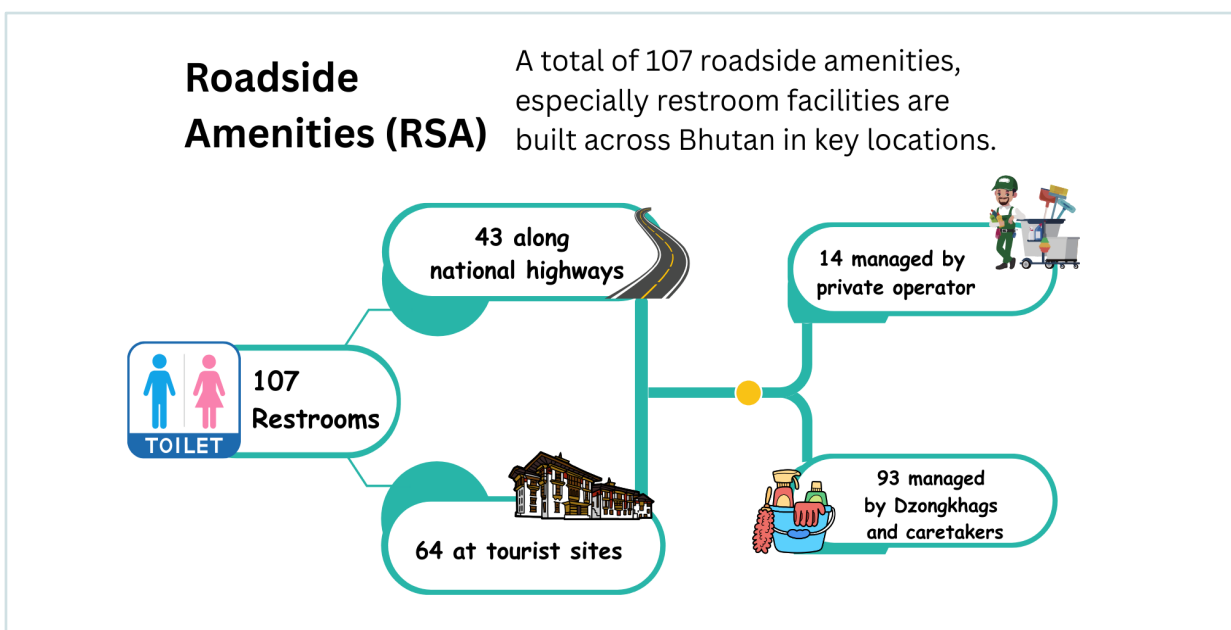 Roadside
Amenities (RSA)
A total of 107 roadside amenities,
especially restroom facilities are
built across Bhutan in key locations.
43 along
national highways
14 managed by
private operator
107
Restrooms
TOILET
64 at tourist sites
93 managed
by Dzongkhags
and caretakers